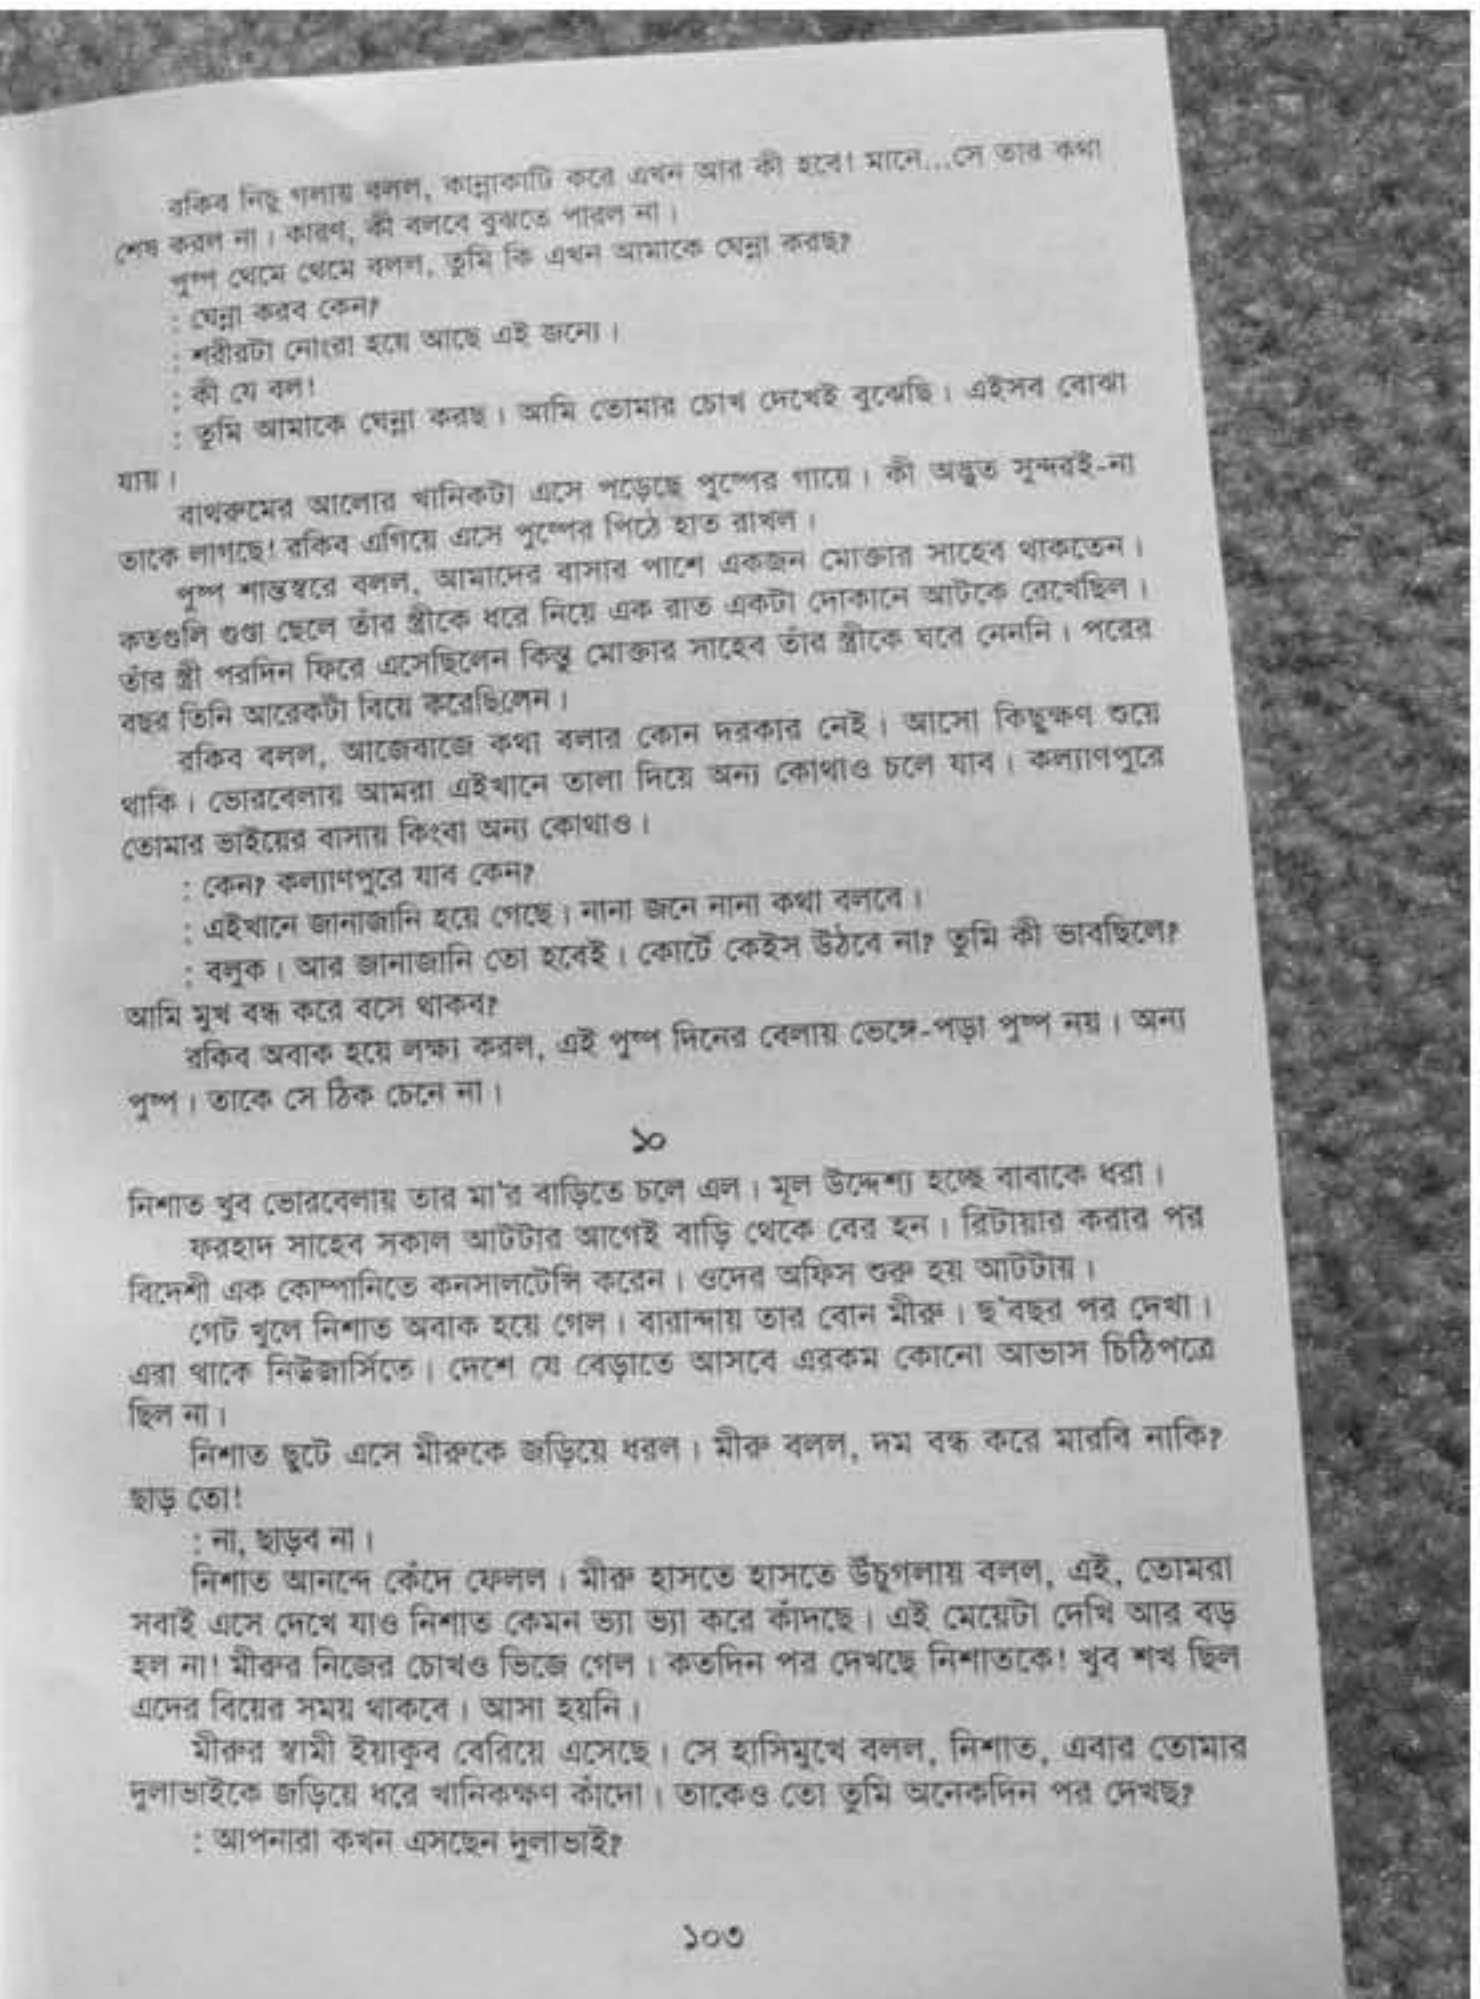 রকিব নিচু গলায় বলল, কান্নাকাটি করে এখন আর কী হবে! মানে...সে তার কথা
শেষ করল না। কারণ, কী বলবে বুঝতে পারল না।
পুষ্প থেমে থেমে বলল, তুমি কি এখন আমাকে ঘেন্না করছ?
: ঘেন্না করব কেন?
: শরীরটা নোংরা হয়ে আছে এই জন্যে।
: কী যে বল!
: তুমি আমাকে ঘেন্না করছ। আমি তোমার চোখ দেখেই বুঝেছি। এইসব বোঝা
যায়।
বাথরুমের আলোর খানিকটা এসে পড়েছে পুষ্পের গায়ে। কী অদ্ভুত সুন্দরই-না
তাকে লাগছে! রকিব এগিয়ে এসে পুষ্পের পিঠে হাত রাখল।
পুষ্প শান্তস্বরে বলল, আমাদের বাসার পাশে একজন মোক্তার সাহেব থাকতেন।
কতগুলি গুণ্ডা ছেলে তাঁর স্ত্রীকে ধরে নিয়ে এক রাত একটা দোকানে আটকে রেখেছিল।
তাঁর স্ত্রী পরদিন ফিরে এসেছিলেন কিন্তু মোক্তার সাহেব তাঁর স্ত্রীকে ঘরে নেননি। পরের
বছর তিনি আরেকটা বিয়ে করেছিলেন।
রকিব বলল, আজেবাজে কথা বলার কোন দরকার নেই। আসো কিছুক্ষণ শুয়ে
থাকি। ভোরবেলায় আমরা এইখানে তালা দিয়ে অন্য কোথাও চলে যাব। কল্যাণপুরে
তোমার ভাইয়ের বাসায় কিংবা অন্য কোথাও।
: কেন? কল্যাণপুরে যাব কেন?
: এইখানে জানাজানি হয়ে গেছে। নানা জনে নানা কথা বলবে।
: বলুক। আর জানাজানি তো হবেই। কোর্টে কেইস উঠবে না? তুমি কী ভাবছিলে?
আমি মুখ বন্ধ করে বসে থাকব?
রকিব অবাক হয়ে লক্ষ্য করল, এই পুষ্প দিনের বেলায় ভেঙ্গে-পড়া পুষ্প নয়। অন্য
পুষ্প। তাকে সে ঠিক চেনে না।
১০
নিশাত খুব ভোরবেলায় তার মা'র বাড়িতে চলে এল। মূল উদ্দেশ্য হচ্ছে বাবাকে ধরা।
ফরহাদ সাহেব সকাল আটটার আগেই বাড়ি থেকে বের হন। রিটায়ার করার পর
বিদেশী এক কোম্পানিতে কনসালটেন্সি করেন। ওদের অফিস শুরু হয় আটটায়।
গেট খুলে নিশাত অবাক হয়ে গেল। বারান্দায় তার বোন মীরু। ছ'বছর পর দেখা।
এরা থাকে নিউজার্সিতে। দেশে যে বেড়াতে আসবে এরকম কোনো আভাস চিঠিপত্রে
ছিল না।
নিশাত ছুটে এসে মীরুকে জড়িয়ে ধরল। মীরু বলল, দম বন্ধ করে মারবি নাকি?
ছাড় তো!
: না, ছাড়ব না।
নিশাত আনন্দে কেঁদে ফেলল। মীরু হাসতে হাসতে উঁচুগলায় বলল, এই, তোমরা
সবাই এসে দেখে যাও নিশাত কেমন ভ্যা ভ্যা করে কাঁদছে। এই মেয়েটা দেখি আর বড়
হল না! মীরুর নিজের চোখও ভিজে গেল। কতদিন পর দেখছে নিশাতকে! খুব শখ ছিল
এদের বিয়ের সময় থাকবে। আসা হয়নি।
মীরুর স্বামী ইয়াকুব বেরিয়ে এসেছে। সে হাসিমুখে বলল, নিশাত, এবার তোমার
দুলাভাইকে জড়িয়ে ধরে খানিকক্ষণ কাঁদো। তাকেও তো তুমি অনেকদিন পর দেখছ?
: আপনারা কখন এসছেন দুলাভাই?
১০৩